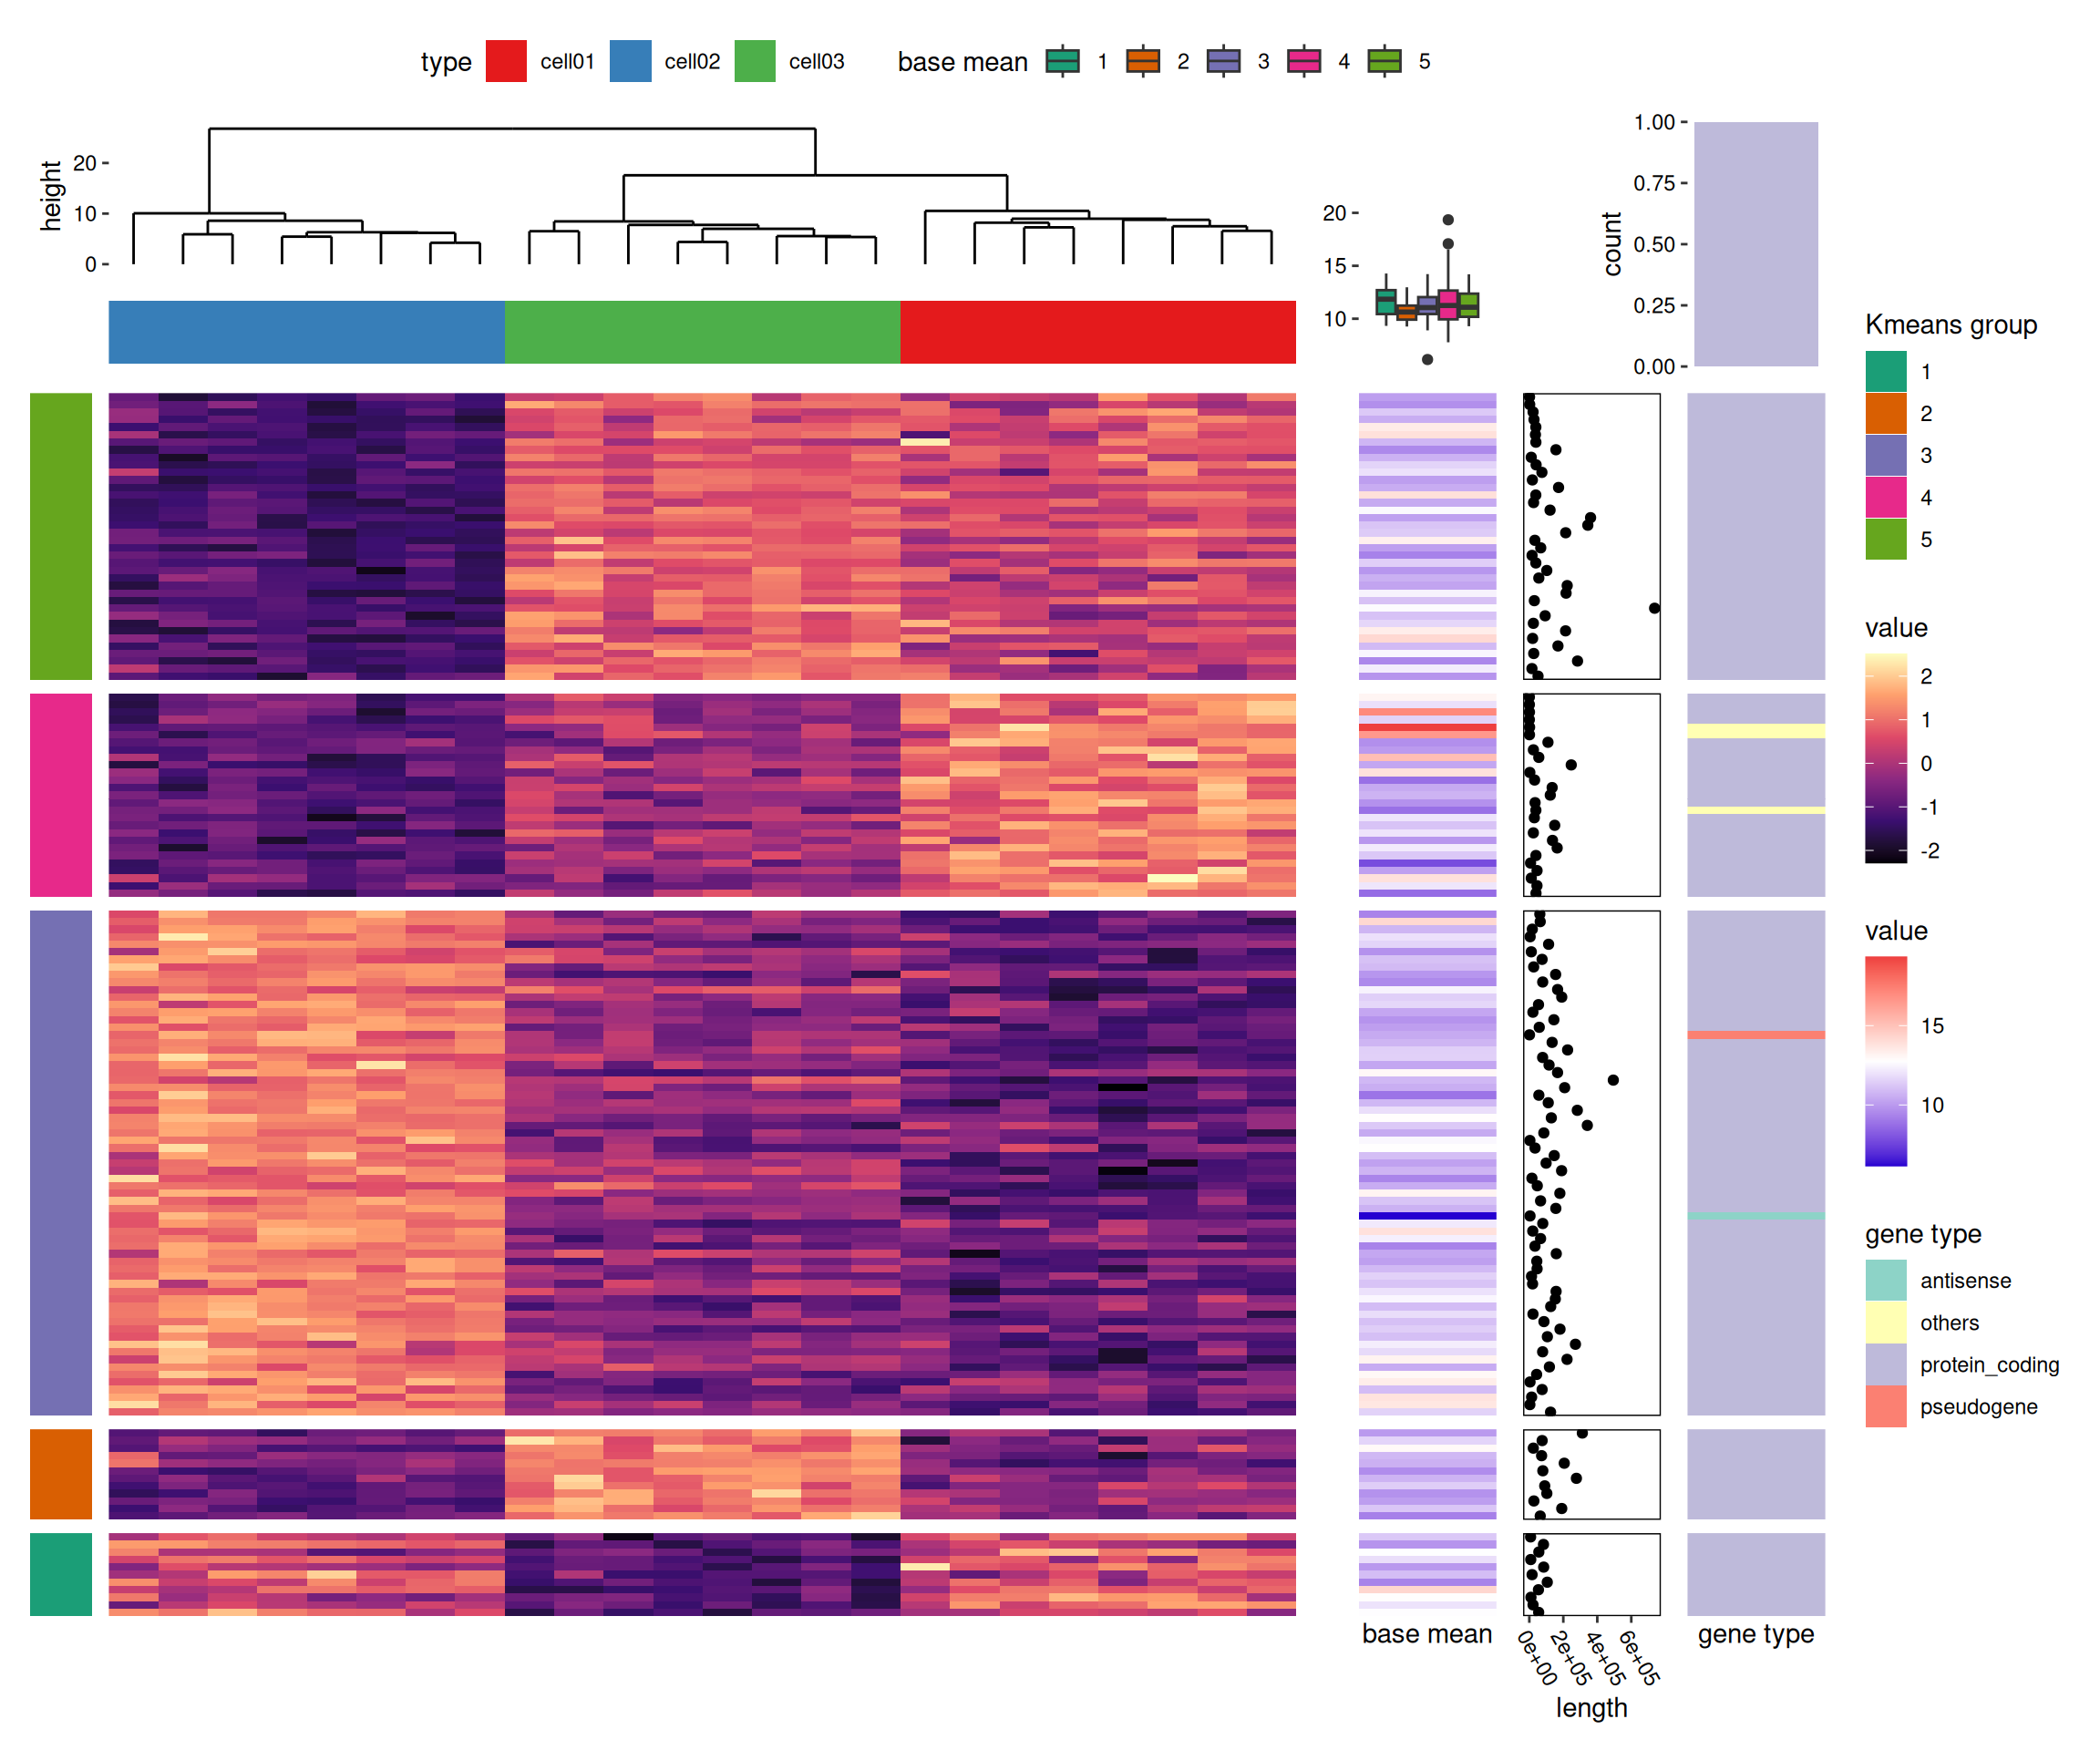 type cell01 cell02 cell03 base mean 1 2 3 4 5
height
20
10
0
20
15
10
count
1.00
0.75
0.50
0.25
0.00
Kmeans group
1
2
3
4
5
value
2
1
0
-1
-2
value
15
10
gene type
antisense
others
protein_coding
pseudogene
base mean
0e+00 2e+05 4e+05 6e+05
length
gene type